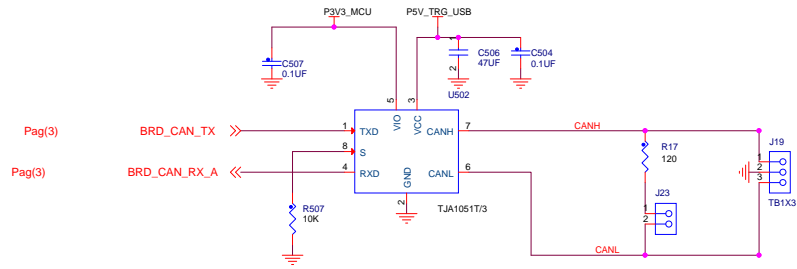 P3V3_MCU
P5V_TRG_USB
C507
0.1UF
C506
47UF
C504
0.1UF
1
2
U502
5
3
Pag(3)
BRD_CAN_TX
1
TXD
VIO
VCC
CANH
7
CANH
J19
8
S
R17
120
1
2
3
Pag(3)
BRD_CAN_RX_A
4
RXD
GND
CANL
6
J23
TB1X3
R507
10K
2
TJA1051T/3
1
2
CANL